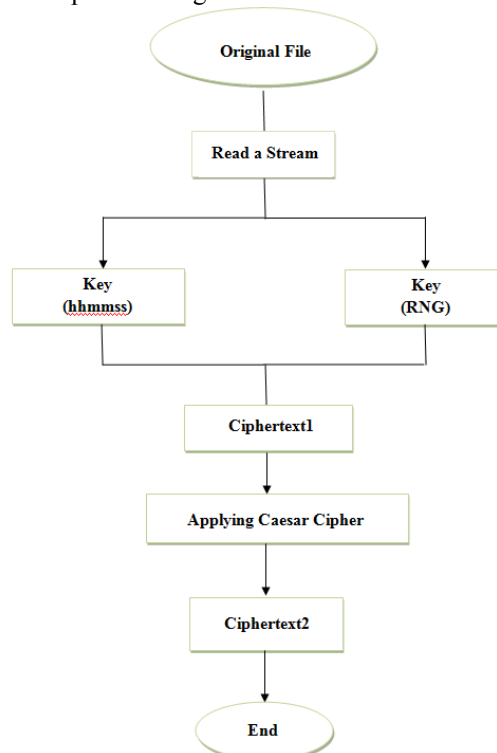 Original File
Read a Stream
Key
(hhmmss)
Key
(RNG)
Ciphertext1
Applying Caesar Cipher
Ciphertext2
End